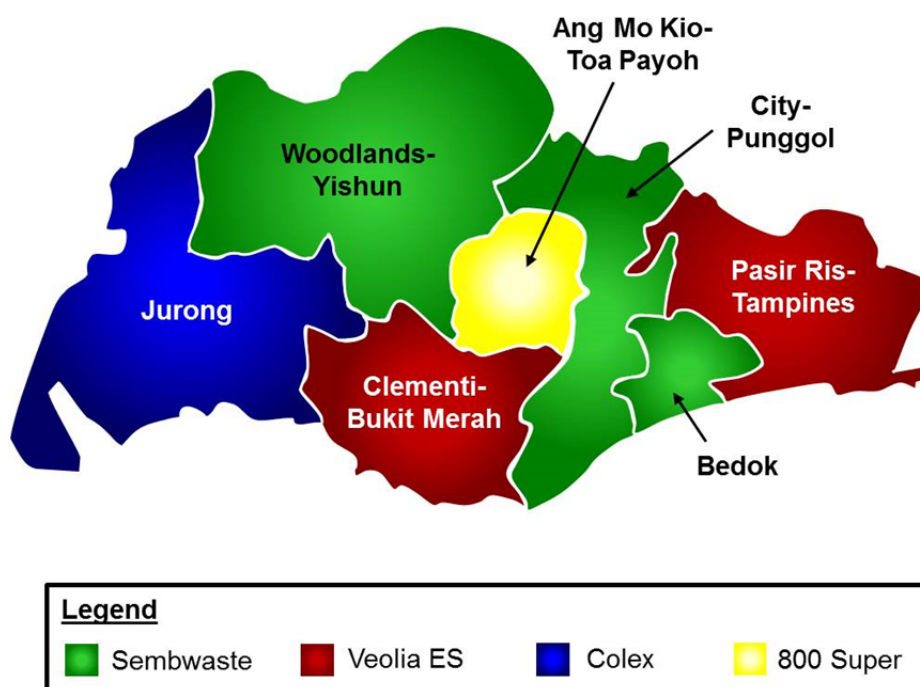 Ang Mo Kio-
Toa Payoh
City-
Punggol
Woodlands-
Yishun
Pasir Ris-
Tampines
Jurong
Clementi-
Bukit Merah
Bedok
Legend
Sembwaste
Veolia ES
Colex
800 Super